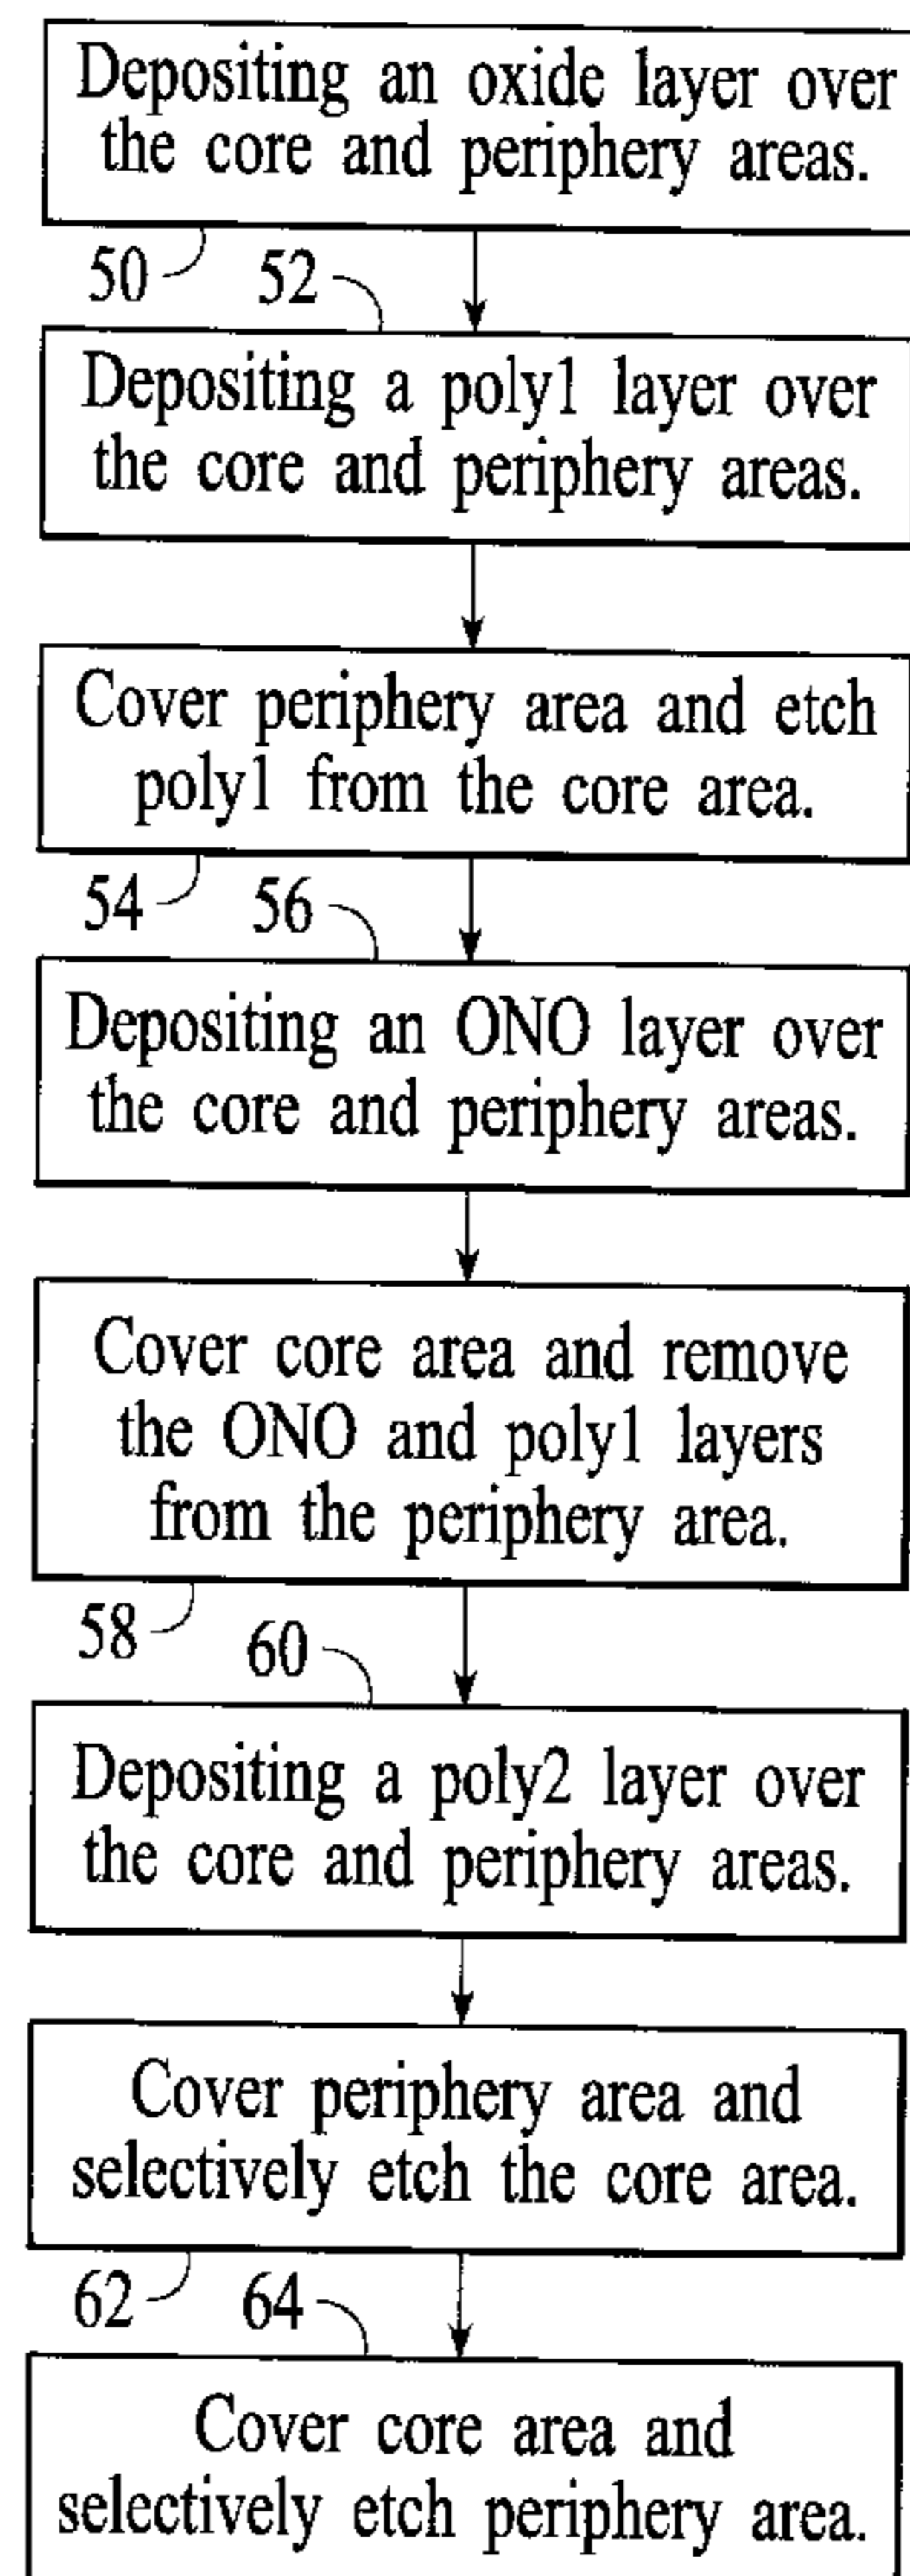 Depositing an oxide layer over
the core and periphery areas.
50
52
Depositing a poly1 layer over
the core and periphery areas.
Cover periphery area and etch
poly1 from the core area.
54
56
Depositing an ONO layer over
the core and periphery areas.
Cover core area and remove
the ONO and poly1 layers
from the periphery area.
58
60
Depositing a poly2 layer over
the core and periphery areas.
Cover periphery area and
selectively etch the core area.
62
64
Cover core area and
selectively etch periphery area.